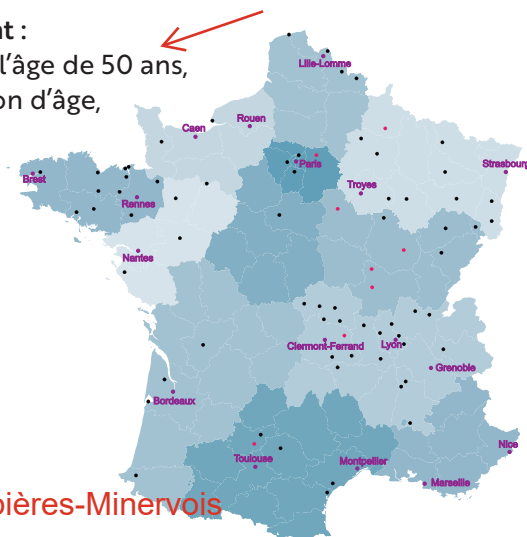 nt :
l'âge de 50 ans,
on d'âge,
Lille-Lomme
Rouen
Caen
Paris
Strasbourg
Brest
Troyes
Rennes
Nantes
Clermont-Ferrand
Lyon
Grenoble
Bordeaux
Toulouse
Montpellier
Nice
Marseille
bières-Minervois